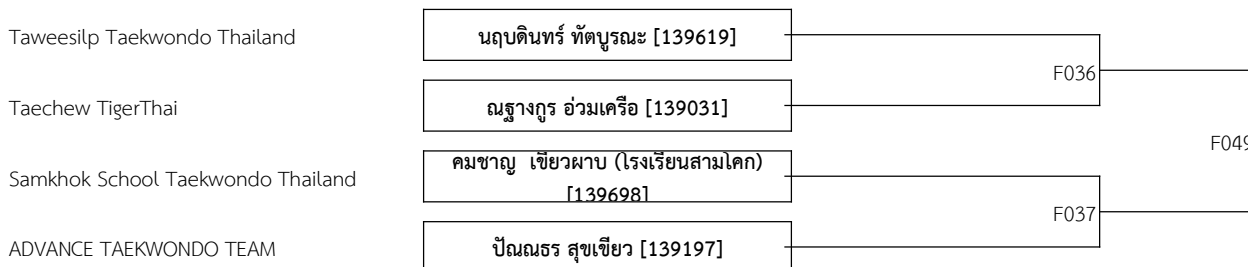 Taweesilp Taekwondo Thailand
นฤบดินทร์ ทัตบูรณะ [139619]
F036
Taechew TigerThai
ณฐางกูร อ่วมเครือ [139031]
F049
Samkhok School Taekwondo Thailand
คมชาญ เขียวผาบ (โรงเรียนสามโคก)
[139698]
F037
ADVANCE TAEKWONDO TEAM
ปัณณธร สุขเขียว [139197]